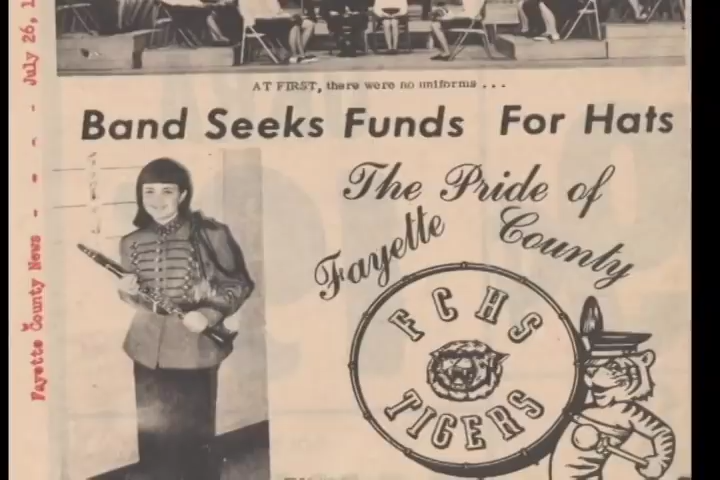 AT FIRST, there were no uniforms . . .
Band Seeks Funds For Hats
The Pride of
Fayette County
FCHS
TIGERS
Fayette County News - - - July 26, 1